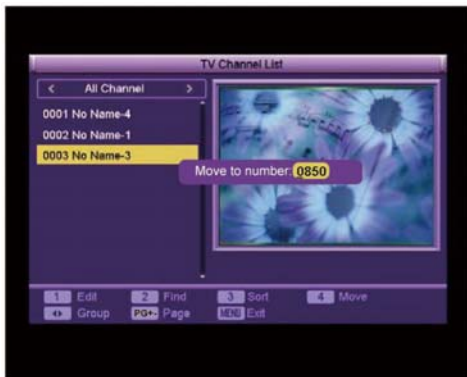 TV Channel List
< All Channel >
0001 No Name-4
0002 No Name-1
0003 No Name-3
Move to number: 0850
1 Edit 2 Find 3 Sort 4 Move
Group PG+- Page MENU Exit